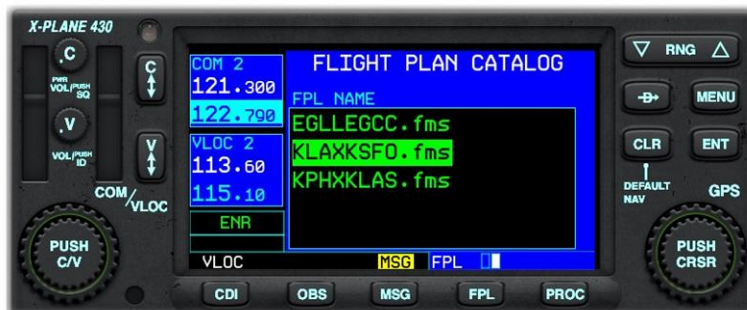 X-PLANE 430
C
PWR
VOL/PUSH
SQ
V
VOL/PUSH
ID
C
V
COM/VLOC
PUSH
C/V
COM 2
121.300
122.790
VLOC 2
113.60
115.10
ENR
VLOC
FLIGHT PLAN CATALOG
FPL NAME
EGLLEGCC.fms
KLAXKSFO.fms
KPHXKLAS.fms
MSG
FPL
CDI
OBS
MSG
FPL
PROC
RNG
D
MENU
CLR
ENT
DEFAULT
NAV
GPS
PUSH
CRSR